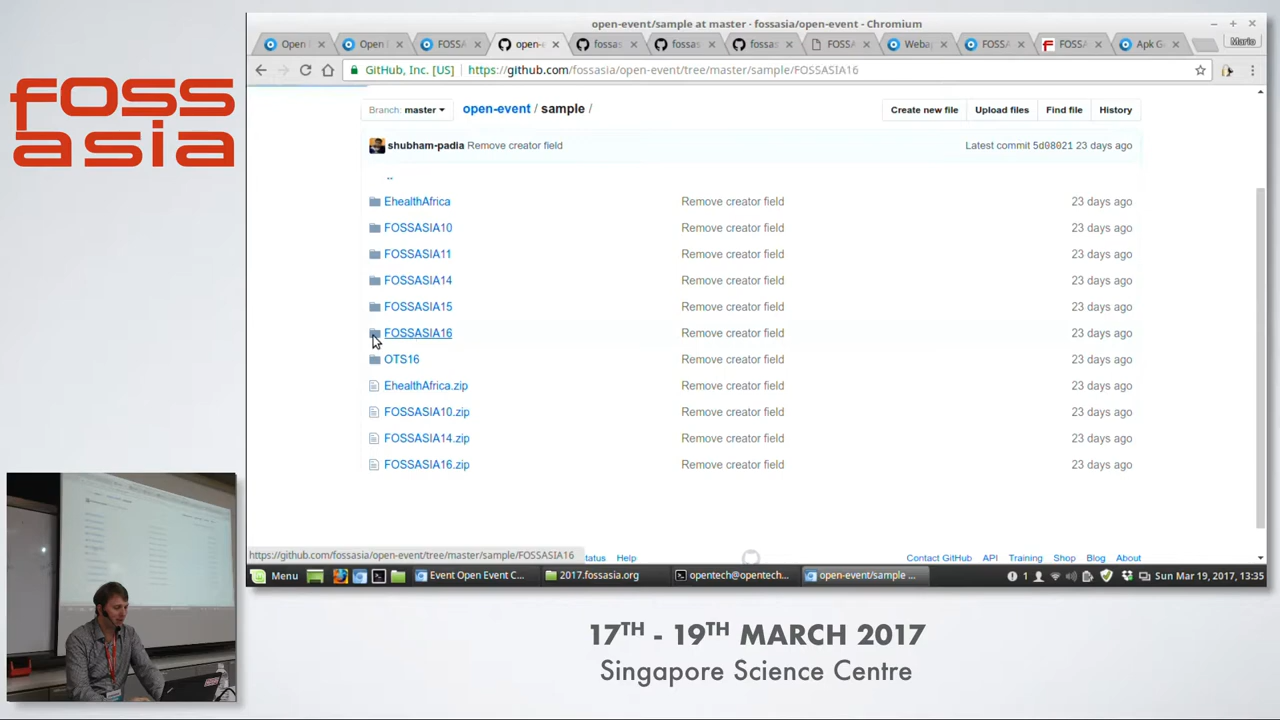 foss
asia
open-event/sample at master · fossasia/open-event - Chromium
Open
Open
FOSSA
open-
fossas
fossas
fossas
FOSSA
Webap
FOSSA
FOSSA
Apk G
Mario
GitHub, Inc. [US] https://github.com/fossasia/open-event/tree/master/sample/FOSSASIA16
Branch: master open-event / sample / Create new file Upload files Find file History
shubham-padia Remove creator field Latest commit 5d08021 23 days ago
..
EhealthAfrica Remove creator field 23 days ago
FOSSASIA10 Remove creator field 23 days ago
FOSSASIA11 Remove creator field 23 days ago
FOSSASIA14 Remove creator field 23 days ago
FOSSASIA15 Remove creator field 23 days ago
FOSSASIA16 Remove creator field 23 days ago
OTS16 Remove creator field 23 days ago
EhealthAfrica.zip Remove creator field 23 days ago
FOSSASIA10.zip Remove creator field 23 days ago
FOSSASIA14.zip Remove creator field 23 days ago
FOSSASIA16.zip Remove creator field 23 days ago
https://github.com/fossasia/open-event/tree/master/sample/FOSSASIA16 tatus Help Contact GitHub API Training Shop Blog About
Menu Event Open Event C... 2017.fossasia.org opentech@opentech... open-event/sample ... 1 Sun Mar 19, 2017, 13:35
17TH - 19TH MARCH 2017
Singapore Science Centre